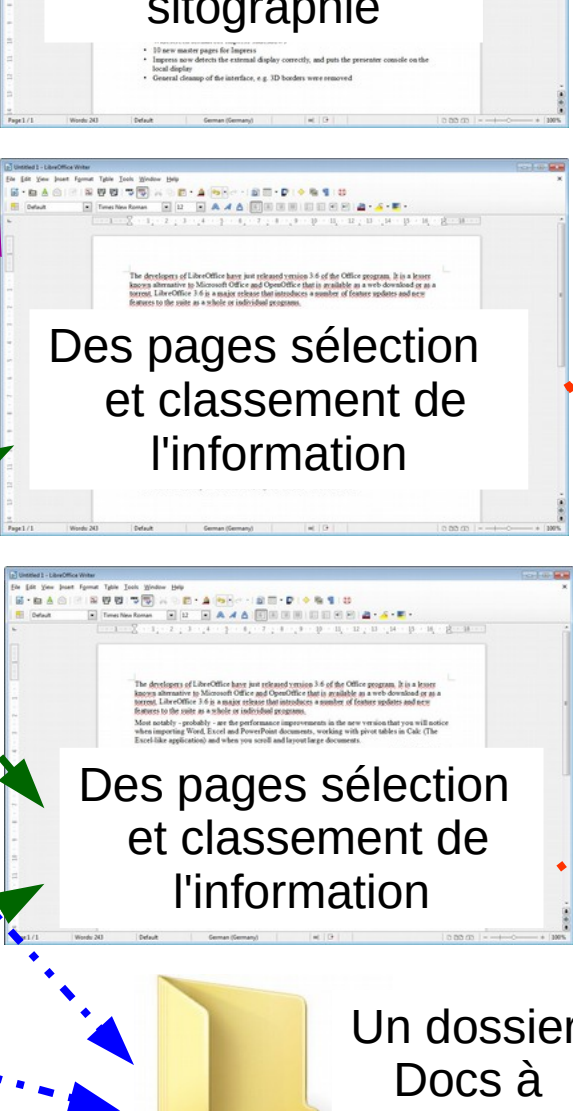 sitographie
• 10 new master pages for Impress
• Impress now detects the external display correctly, and puts the presenter console on the
local display
• General cleanup of the interface, e.g. 3D borders were removed
Page 1 / 1 Words: 243 Default German (Germany) 100%
Untitled 1 - LibreOffice Writer
File Edit View Insert Format Table Tools Window Help
Default Times New Roman 12
The developers of LibreOffice have just released version 3.6 of the Office program. It is a lesser
known alternative to Microsoft Office and OpenOffice that is available as a web download or as a
torrent. LibreOffice 3.6 is a major release that introduces a number of feature updates and new
features to the suite as a whole or individual programs.
Des pages sélection
et classement de
l'information
Page 1 / 1 Words: 243 Default German (Germany) 100%
Untitled 1 - LibreOffice Writer
File Edit View Insert Format Table Tools Window Help
Default Times New Roman 12
The developers of LibreOffice have just released version 3.6 of the Office program. It is a lesser
known alternative to Microsoft Office and OpenOffice that is available as a web download or as a
torrent. LibreOffice 3.6 is a major release that introduces a number of feature updates and new
features to the suite as a whole or individual programs.
Most notably - probably - are the performance improvements in the new version that you will notice
when importing Word, Excel and PowerPoint documents, working with pivot tables in Calc (The
Excel-like application) and when you scroll and layout large documents.
Des pages sélection
et classement de
l'information
1 / 1 Words: 243 Default German (Germany) 100%
Un dossier
Docs à